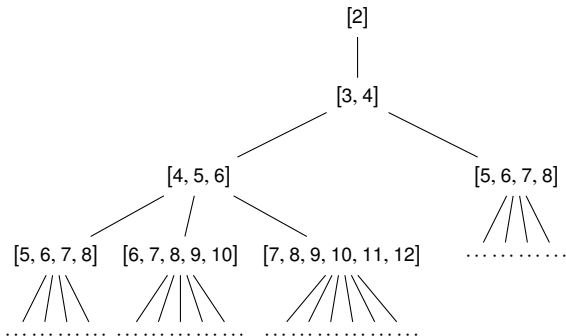 [2]
[3, 4]
[4, 5, 6] [5, 6, 7, 8]
[5, 6, 7, 8] [6, 7, 8, 9, 10] [7, 8, 9, 10, 11, 12] ...............
............... .................. .....................